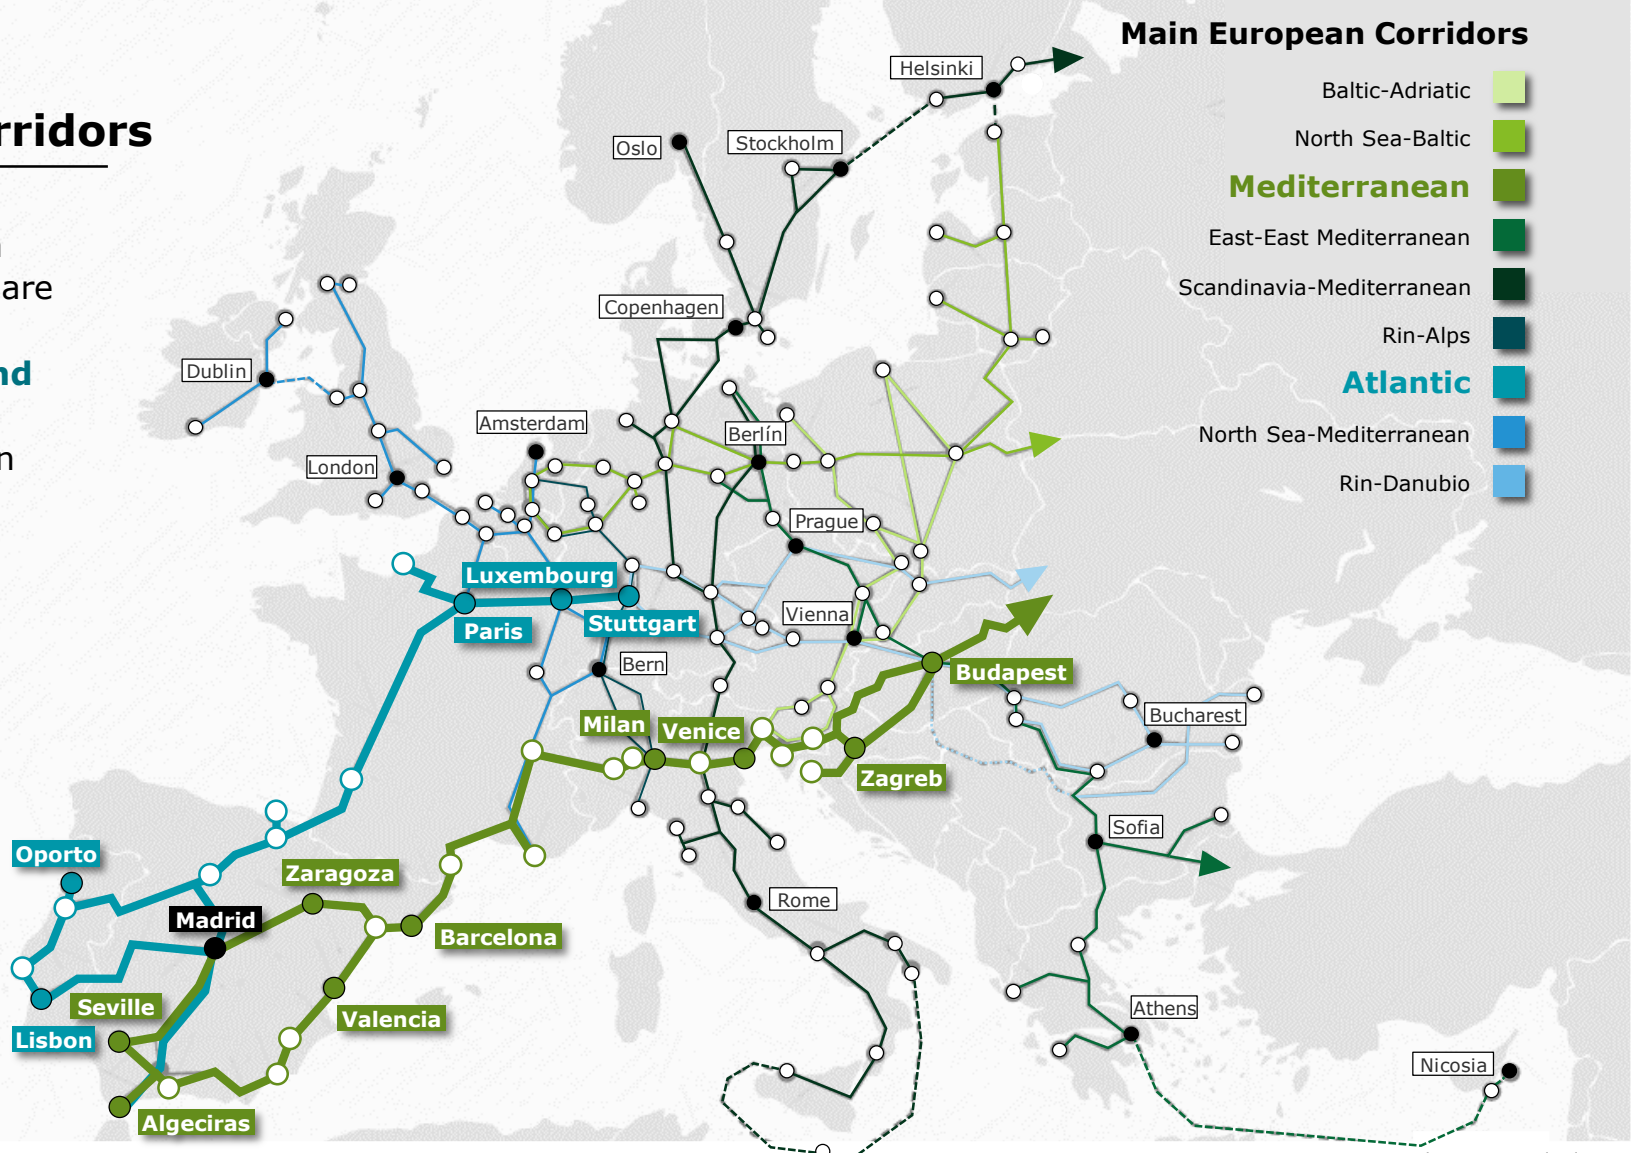 rridors
are
nd
n
Main European Corridors
Baltic-Adriatic
North Sea-Baltic
Mediterranean
East-East Mediterranean
Scandinavia-Mediterranean
Rin-Alps
Atlantic
North Sea-Mediterranean
Rin-Danubio
Helsinki
Oslo
Stockholm
Copenhagen
Dublin
Amsterdam
Berlín
London
Prague
Luxembourg
Paris
Stuttgart
Vienna
Bern
Budapest
Milan
Venice
Bucharest
Zagreb
Sofia
Oporto
Zaragoza
Madrid
Rome
Barcelona
Seville
Valencia
Lisbon
Athens
Nicosia
Algeciras